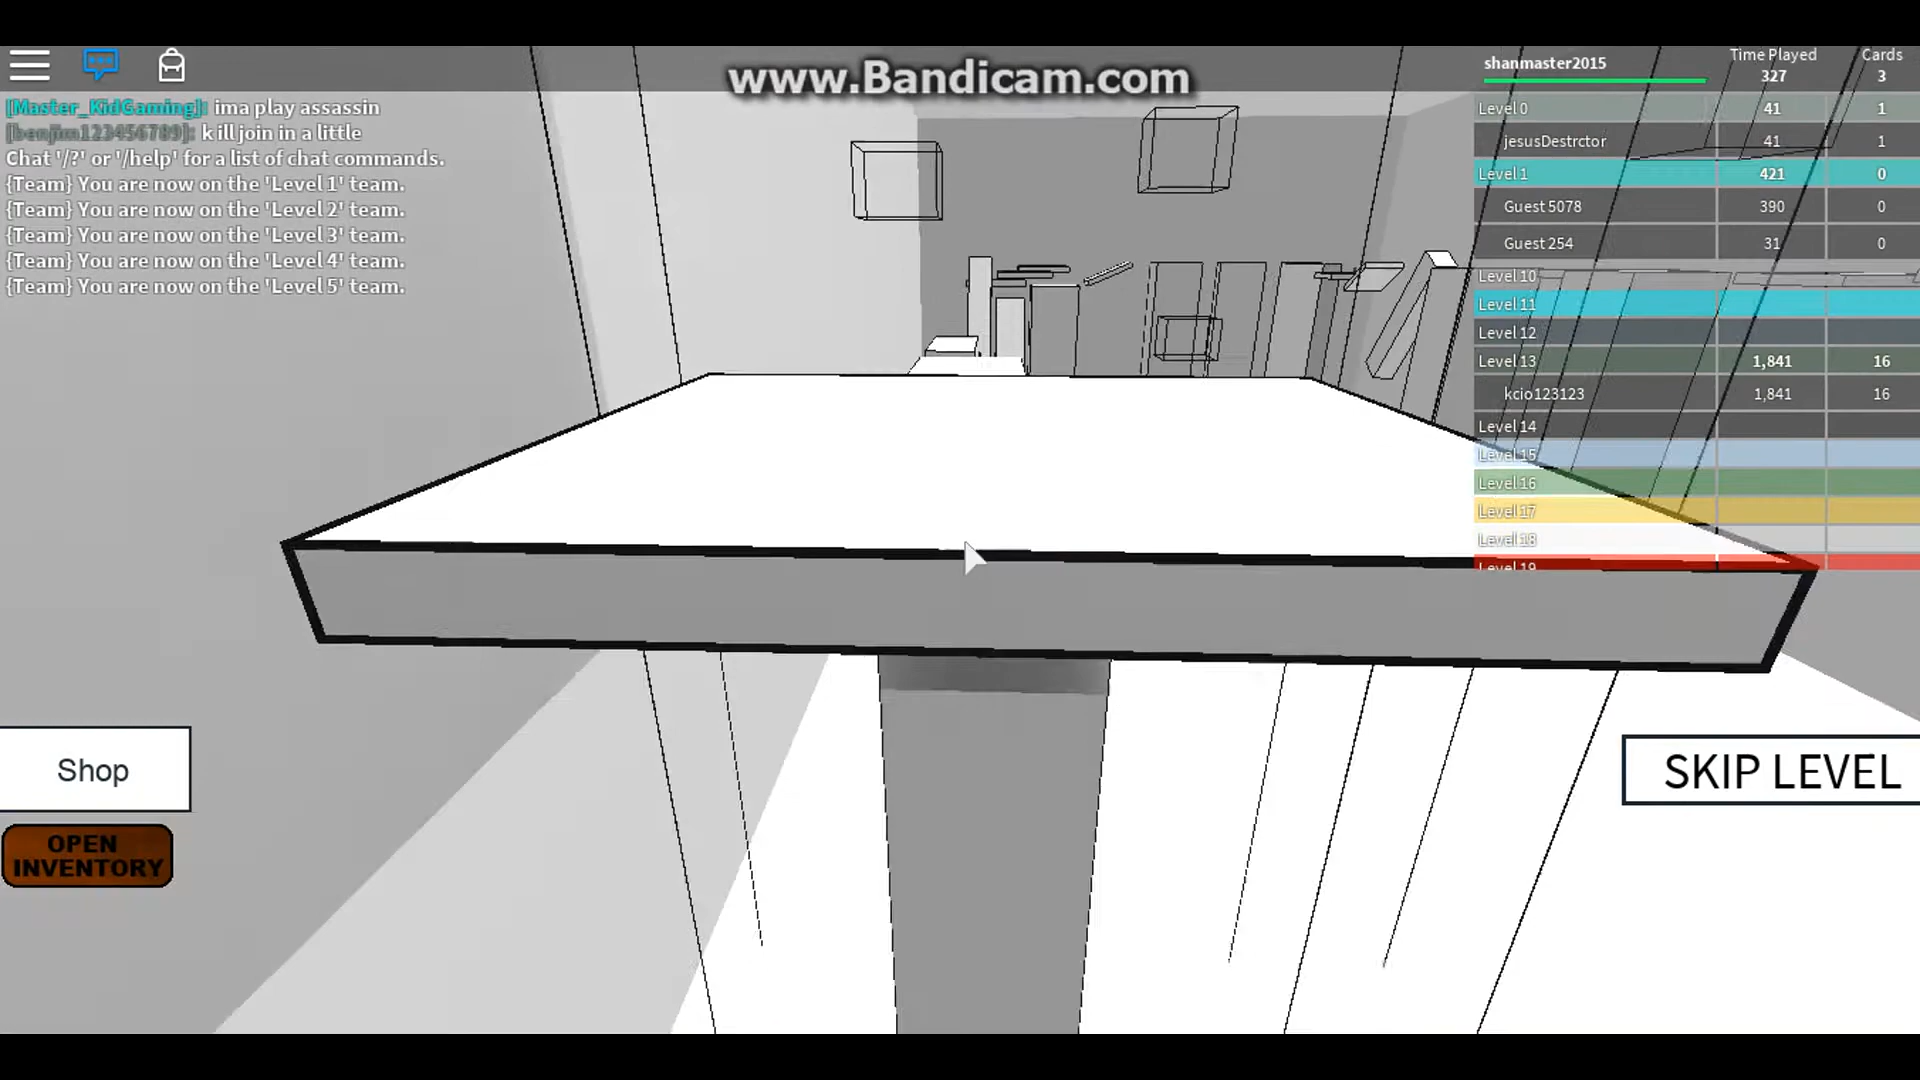 www.Bandicam.com
[Master_KidGaming]: ima play assassin
[benjim123456789]: k ill join in a little
Chat '/?' or '/help' for a list of chat commands.
{Team} You are now on the 'Level 1' team.
{Team} You are now on the 'Level 2' team.
{Team} You are now on the 'Level 3' team.
{Team} You are now on the 'Level 4' team.
{Team} You are now on the 'Level 5' team.
shanmaster2015 Time Played 327 Cards 3
Level 0 41 1
jesusDestrctor 41 1
Level 1 421 0
Guest 5078 390 0
Guest 254 31 0
Level 10
Level 11
Level 12
Level 13 1,841 16
kcio123123 1,841 16
Level 14
Level 15
Level 16
Level 17
Level 18
Level 19
Shop
OPEN
INVENTORY
SKIP LEVEL